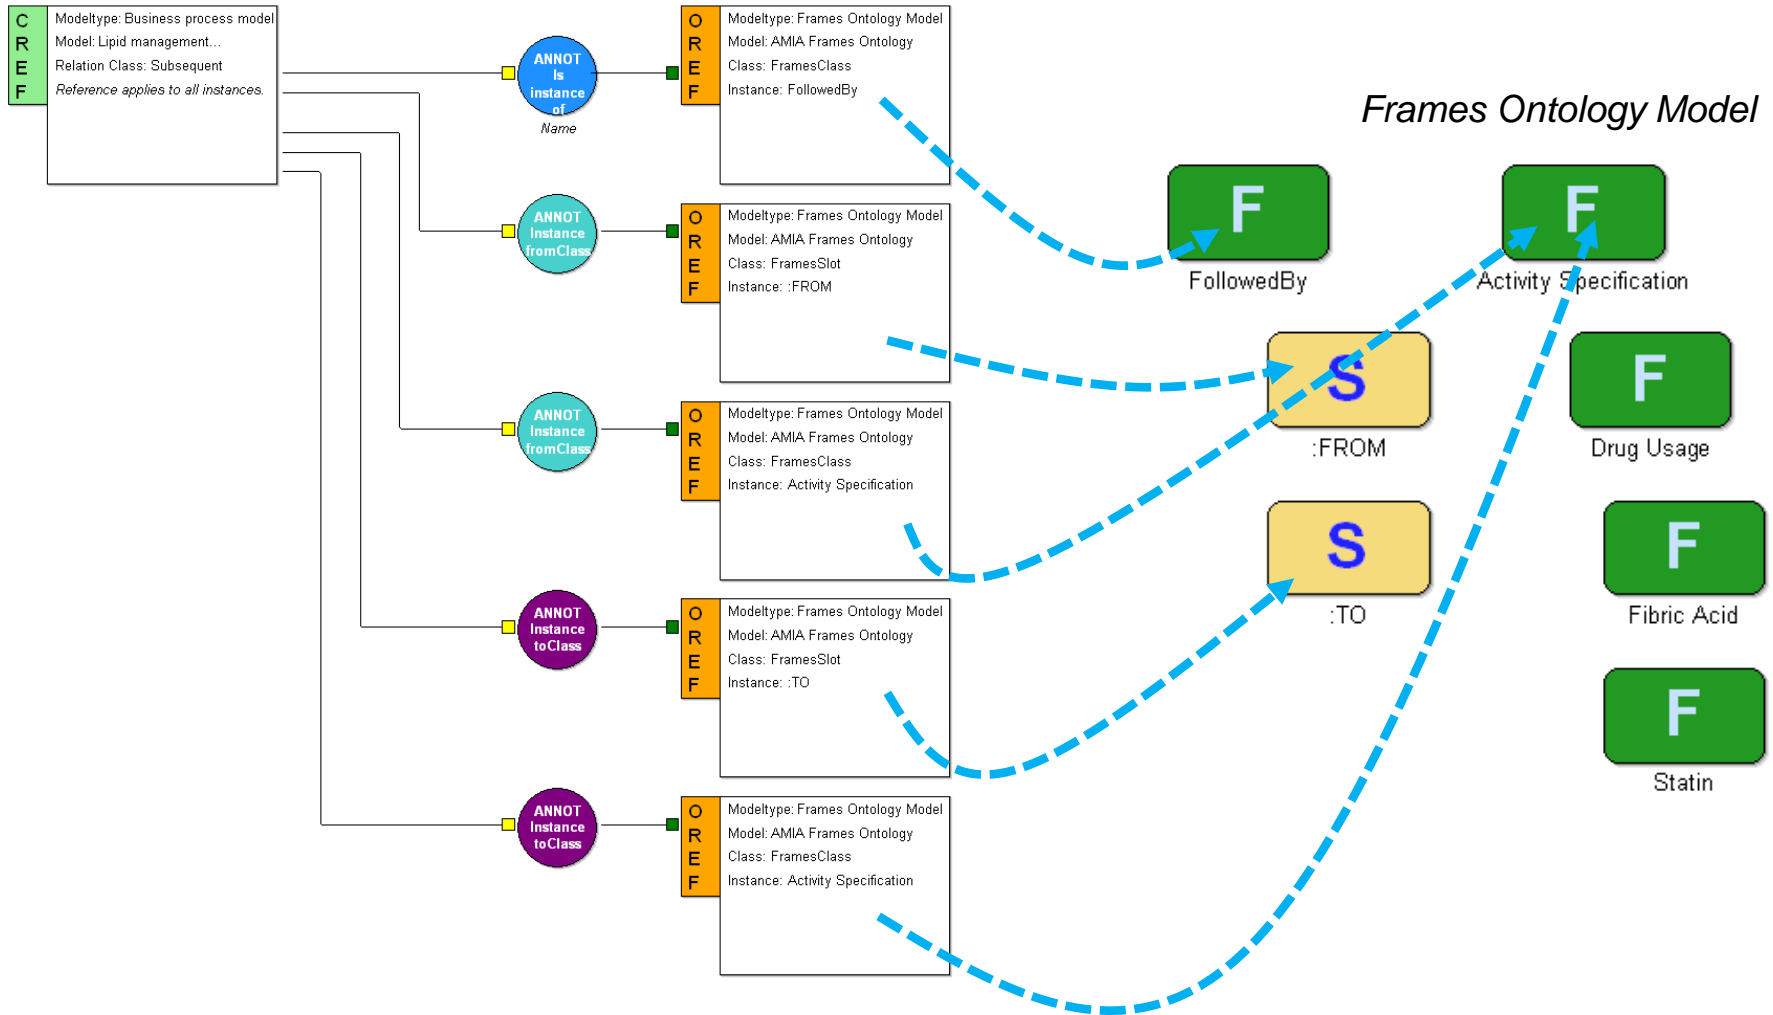 C
R
E
F
Modeltype: Business process model
Model: Lipid management...
Relation Class: Subsequent
Reference applies to all instances.
ANNOT
Is
instance
of
Name
O
R
E
F
Modeltype: Frames Ontology Model
Model: AMIA Frames Ontology
Class: FramesClass
Instance: FollowedBy
ANNOT
Instance
fromClass
O
R
E
F
Modeltype: Frames Ontology Model
Model: AMIA Frames Ontology
Class: FramesSlot
Instance: :FROM
ANNOT
Instance
fromClass
O
R
E
F
Modeltype: Frames Ontology Model
Model: AMIA Frames Ontology
Class: FramesClass
Instance: Activity Specification
ANNOT
Instance
toClass
O
R
E
F
Modeltype: Frames Ontology Model
Model: AMIA Frames Ontology
Class: FramesSlot
Instance: :TO
ANNOT
Instance
toClass
O
R
E
F
Modeltype: Frames Ontology Model
Model: AMIA Frames Ontology
Class: FramesClass
Instance: Activity Specification
Frames Ontology Model
F
FollowedBy
F
Activity Specification
S
:FROM
F
Drug Usage
S
:TO
F
Fibric Acid
F
Statin